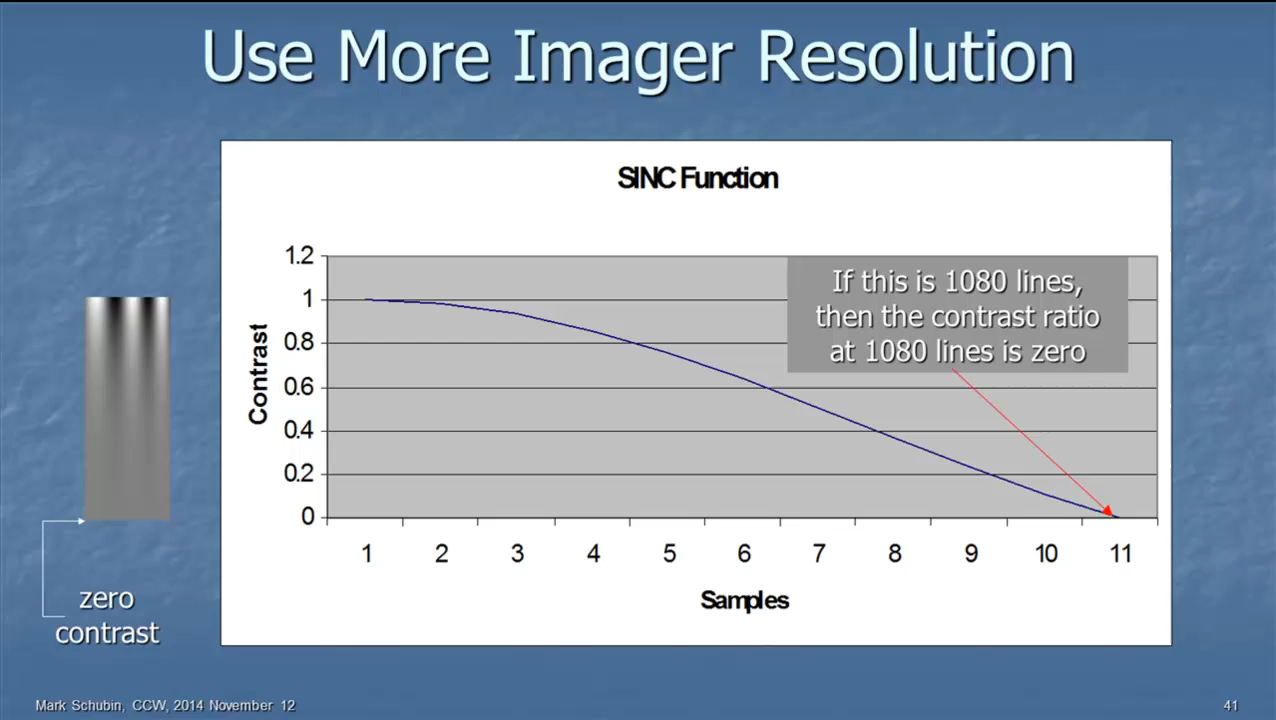 Use More Imager Resolution
SINC Function
Contrast
1.2
1
0.8
0.6
0.4
0.2
0
If this is 1080 lines,
then the contrast ratio
at 1080 lines is zero
1 2 3 4 5 6 7 8 9 10 11
Samples
zero
contrast
Mark Schubin, CCW, 2014 November 12
41